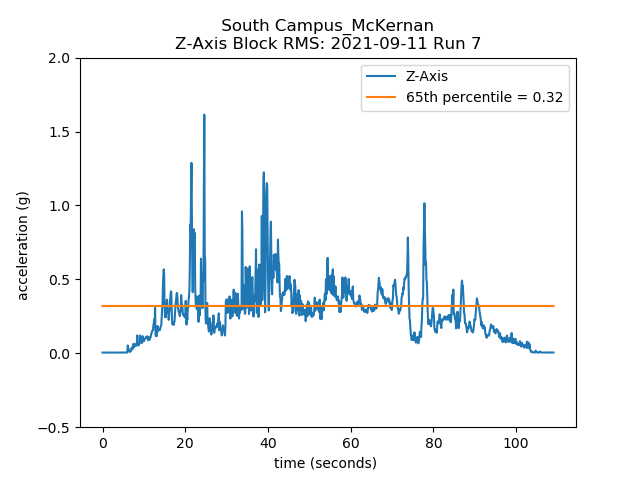 South Campus_McKernan
Z-Axis Block RMS: 2021-09-11 Run 7
Z-Axis
65th percentile = 0.32
2.0
1.5
1.0
0.5
0.0
−0.5
acceleration (g)
0 20 40 60 80 100
time (seconds)